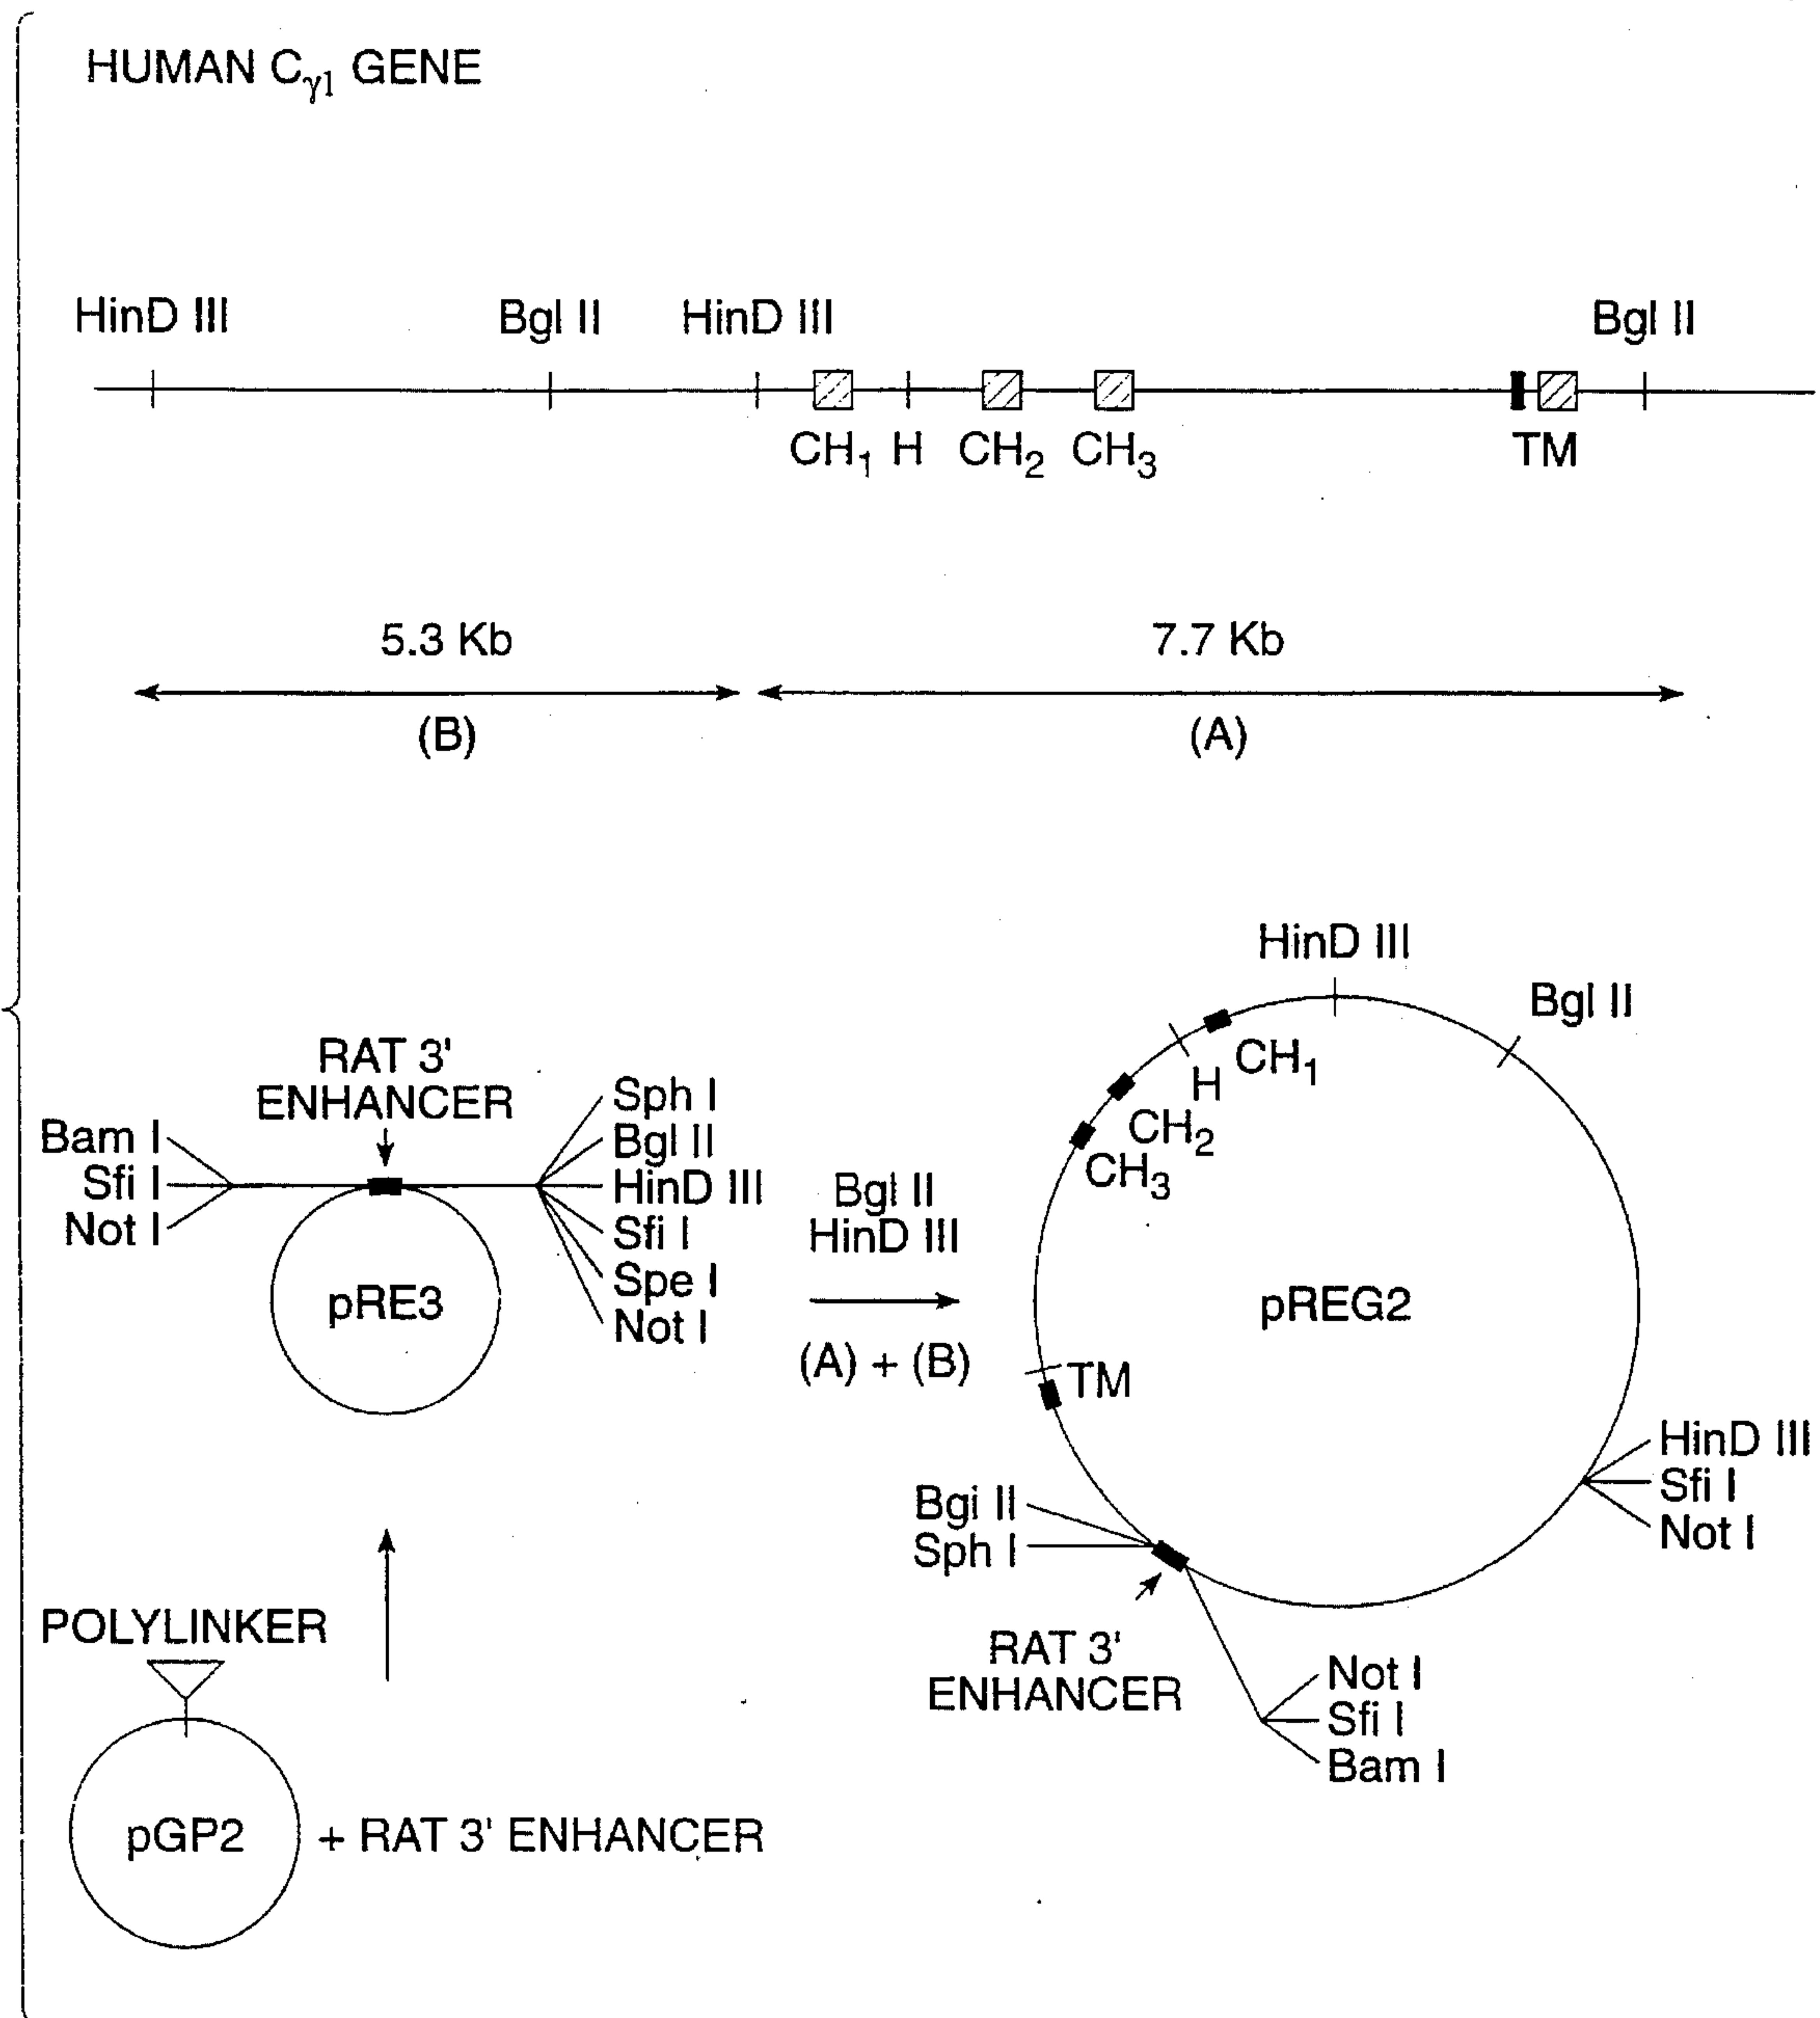 HUMAN Cγ1 GENE
HinD III
Bgl II
HinD III
Bgl II
CH1
H
CH2
CH3
TM
5.3 Kb
7.7 Kb
(B)
(A)
RAT 3'
ENHANCER
Bam I
Sfi I
Not I
Sph I
Bgl II
HinD III
Sfi I
Spe I
Not I
pRE3
Bgl II
HinD III
(A) + (B)
HinD III
Bgl II
CH1
H
CH2
CH3
pREG2
TM
HinD III
Sfi I
Not I
Bgi II
Sph I
RAT 3'
ENHANCER
Not I
Sfi I
Bam I
POLYLINKER
pGP2
+ RAT 3' ENHANCER